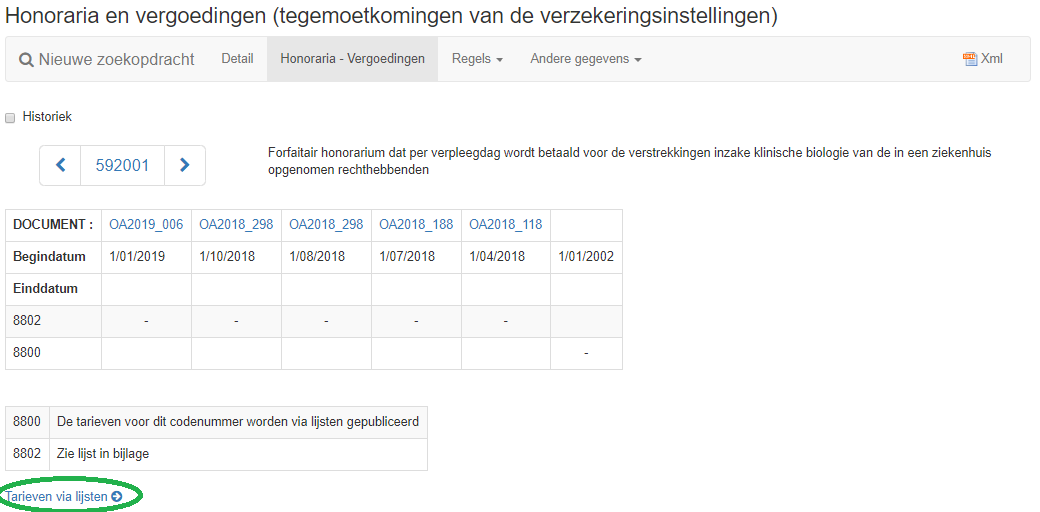 Honoraria en vergoedingen (tegemoetkomingen van de verzekeringsinstellingen)
Nieuwe zoekopdracht Detail Honoraria - Vergoedingen Regels Andere gegevens Xml
Historiek
592001
Forfaitair honorarium dat per verpleegdag wordt betaald voor de verstrekkingen inzake klinische biologie van de in een ziekenhuis
opgenomen rechthebbenden
DOCUMENT : OA2019_006 OA2018_298 OA2018_298 OA2018_188 OA2018_118
Begindatum 1/01/2019 1/10/2018 1/08/2018 1/07/2018 1/04/2018 1/01/2002
Einddatum
8802 - - - - -
8800 -
8800 De tarieven voor dit codenummer worden via lijsten gepubliceerd
8802 Zie lijst in bijlage
Tarieven via lijsten